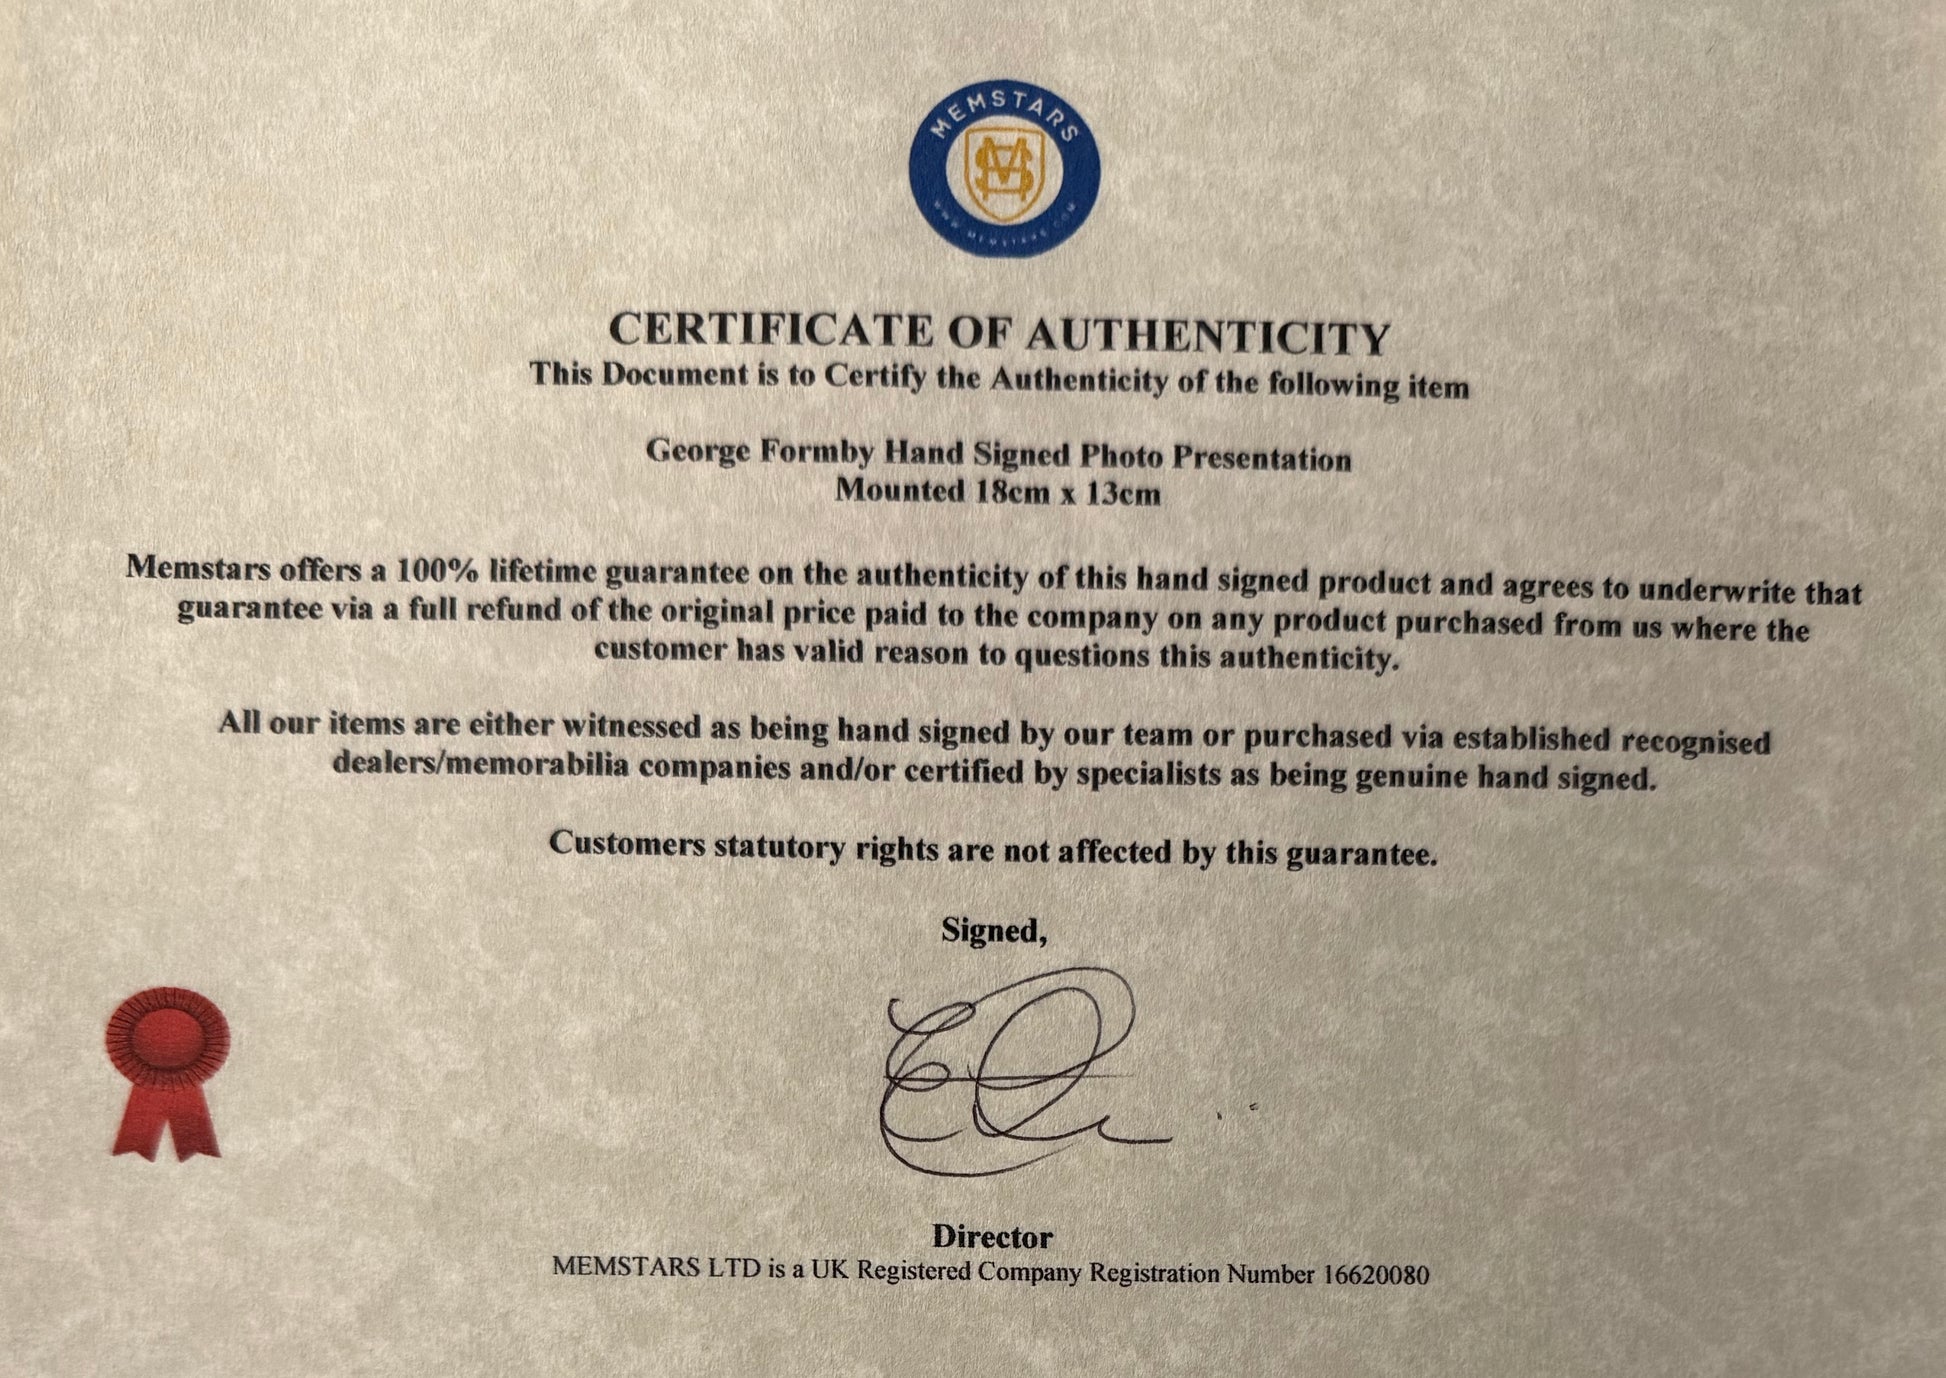 MEMSTARS
MS
WWW.MEMSTARS.COM
CERTIFICATE OF AUTHENTICITY
This Document is to Certify the Authenticity of the following item
George Formby Hand Signed Photo Presentation
Mounted 18cm x 13cm
Memstars offers a 100% lifetime guarantee on the authenticity of this hand signed product and agrees to underwrite that
guarantee via a full refund of the original price paid to the company on any product purchased from us where the
customer has valid reason to questions this authenticity.
All our items are either witnessed as being hand signed by our team or purchased via established recognised
dealers/memorabilia companies and/or certified by specialists as being genuine hand signed.
Customers statutory rights are not affected by this guarantee.
Signed,
Director
MEMSTARS LTD is a UK Registered Company Registration Number 16620080